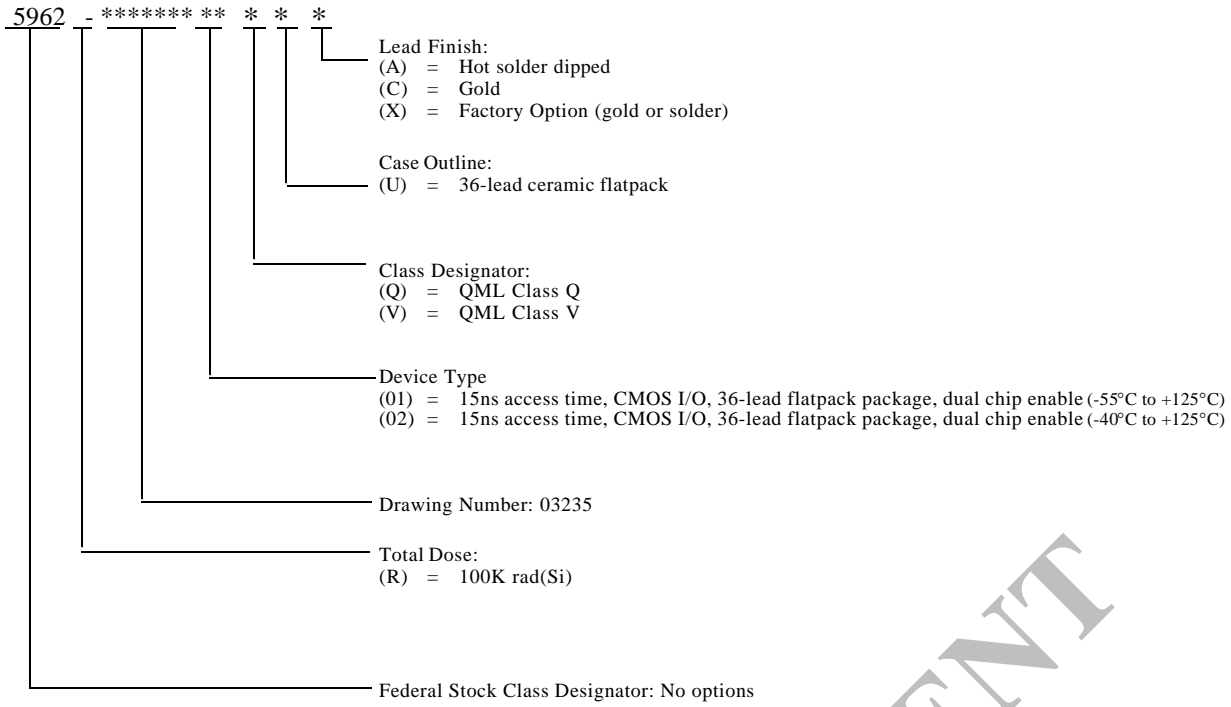 5962 - ******* ** * * *
Lead Finish:
(A) = Hot solder dipped
(C) = Gold
(X) = Factory Option (gold or solder)
Case Outline:
(U) = 36-lead ceramic flatpack
Class Designator:
(Q) = QML Class Q
(V) = QML Class V
Device Type
(01) = 15ns access time, CMOS I/O, 36-lead flatpack package, dual chip enable (-55°C to +125°C)
(02) = 15ns access time, CMOS I/O, 36-lead flatpack package, dual chip enable (-40°C to +125°C)
Drawing Number: 03235
Total Dose:
(R) = 100K rad(Si)
Federal Stock Class Designator: No options
ENT